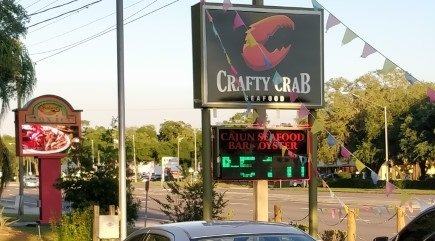 CRAFTY CRAB
SEAFOOD
CAJUN SEAFOOD
BAR & OYSTER